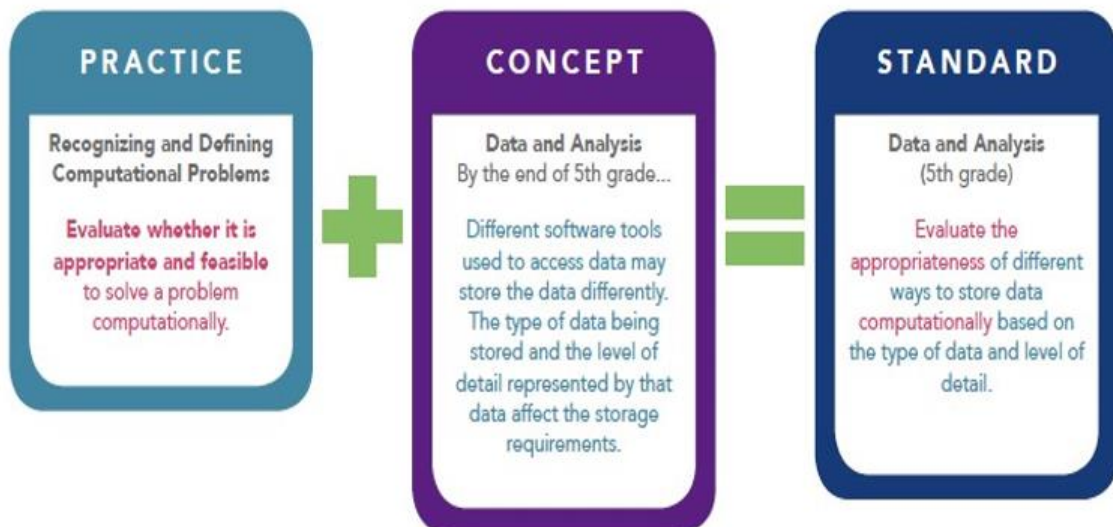 PRACTICE
Recognizing and Defining
Computational Problems
Evaluate whether it is
appropriate and feasible
to solve a problem
computationally.
CONCEPT
Data and Analysis
By the end of 5th grade...
Different software tools
used to access data may
store the data differently.
The type of data being
stored and the level of
detail represented by that
data affect the storage
requirements.
STANDARD
Data and Analysis
(5th grade)
Evaluate the
appropriateness of different
ways to store data
computationally based on
the type of data and level of
detail.